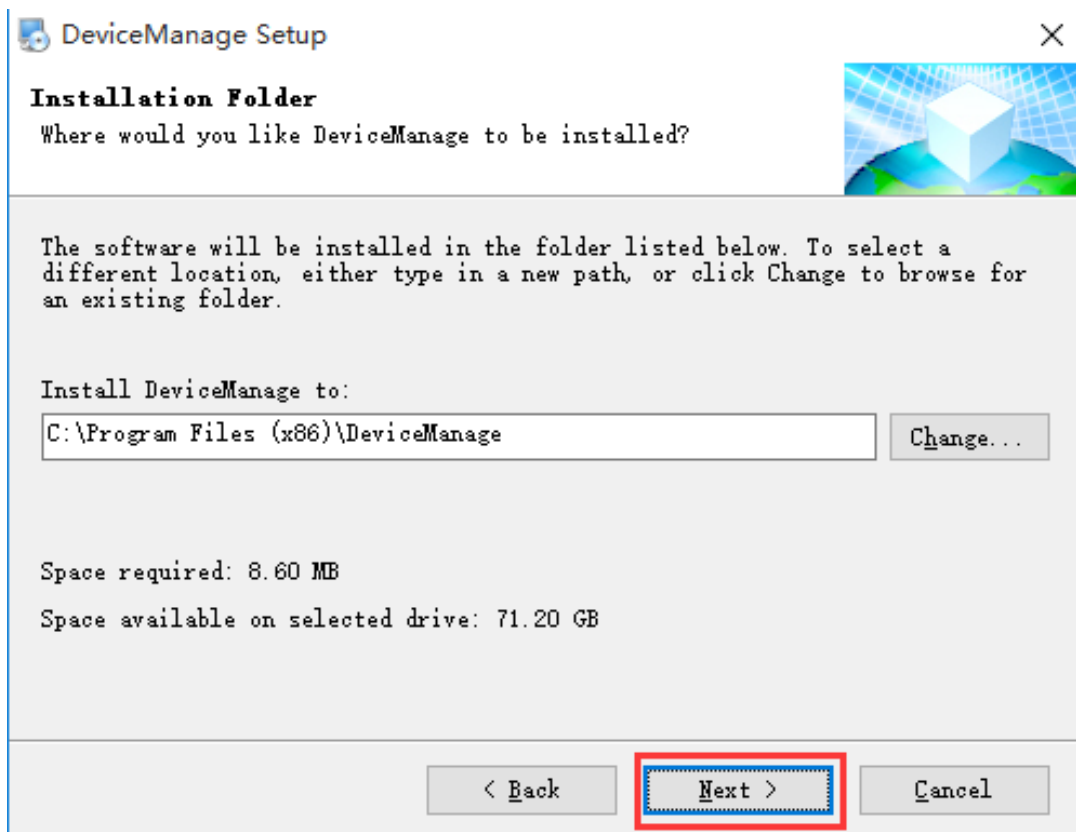 DeviceManage Setup
Installation Folder
Where would you like DeviceManage to be installed?
The software will be installed in the folder listed below. To select a
different location, either type in a new path, or click Change to browse for
an existing folder.
Install DeviceManage to:
C:\Program Files (x86)\DeviceManage
Change...
Space required: 8.60 MB
Space available on selected drive: 71.20 GB
< Back
Next >
Cancel